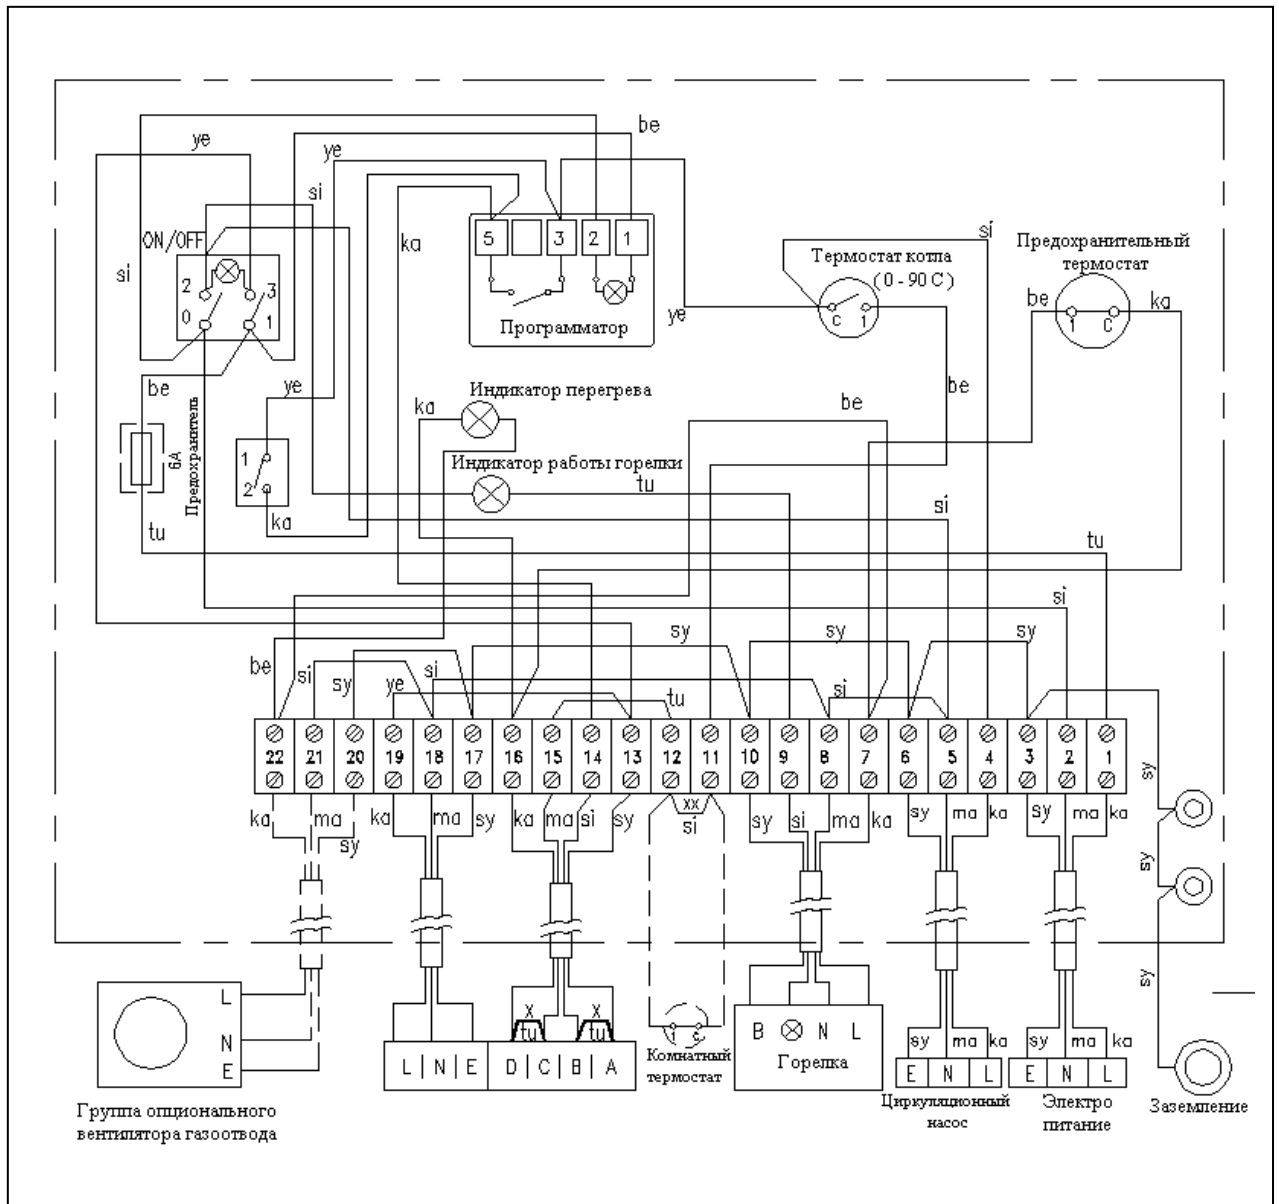 be
ye
ye
si
ON/OFF
ka
5
3
2
1
si
Предохранительный
термостат
Термостат котла
(0-90 C)
si
2
3
0
1
Программатор
ye
C
1
be
1
C
ka
be
ye
Предохранитель
6A
Индикатор перегрева
ka
be
be
1
2
Индикатор работы горелки
tu
ka
si
tu
tu
si
sy
sy
sy
be
si
sy
ye
si
si
tu
22
21
20
19
18
17
16
15
14
13
12
11
10
9
8
7
6
5
4
3
2
1
ka
ma
sy
ka
ma
sy
ka
ma
si
sy
xx
si
sy
si
ma
ka
sy
ma
ka
sy
ma
ka
sy
sy
sy
L
N
E
x
tu
x
tu
L N E D C B A
1
C
Комнатный
термостат
B N L
Горелка
sy
ma
ka
sy
ma
ka
E N L
E N L
Циркуляционный
насос
Электро
питание
Заземление
Группа опционального
вентилятора газоотвода